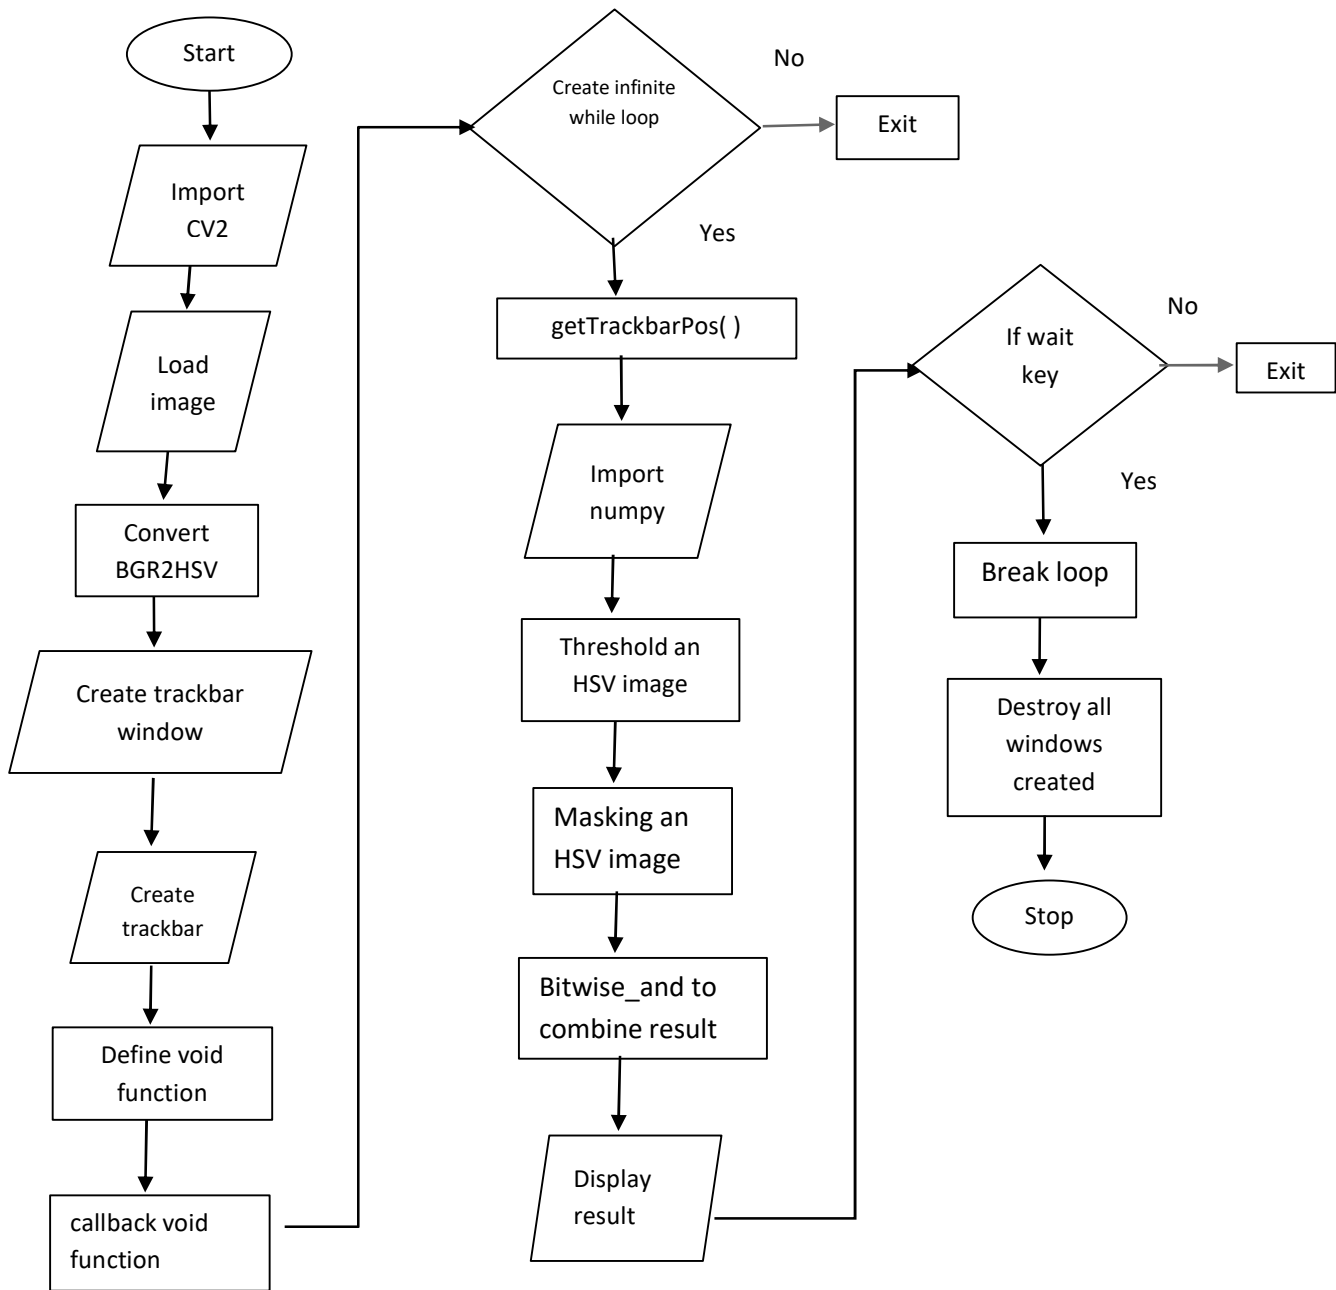 Start
Import
CV2
Load
image
Convert
BGR2HSV
Create trackbar
window
Create
trackbar
Define void
function
callback void
function
Create infinite
while loop
No
Exit
Yes
getTrackbarPos( )
Import
numpy
Threshold an
HSV image
Masking an
HSV image
Bitwise_and to
combine result
Display
result
If wait
key
No
Exit
Yes
Break loop
Destroy all
windows
created
Stop